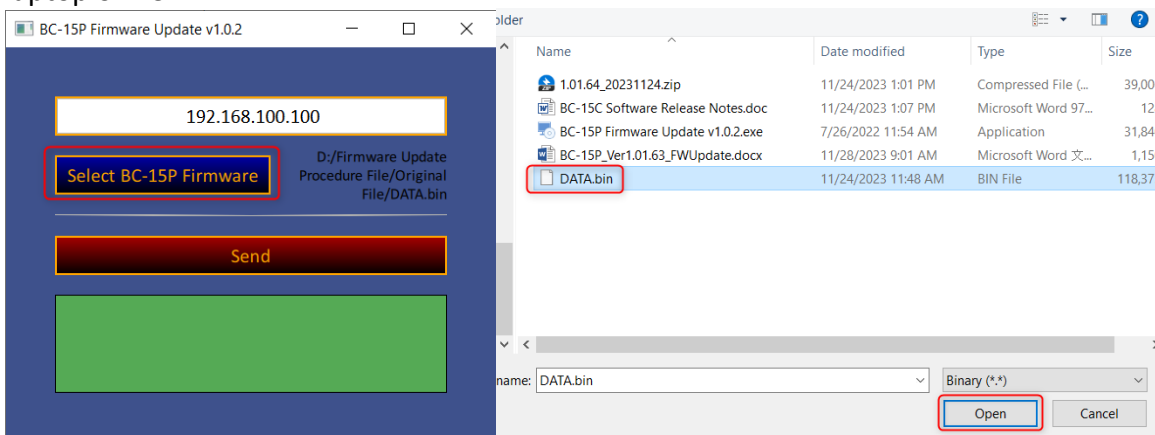 BC-15P Firmware Update v1.0.2
192.168.100.100
Select BC-15P Firmware
D:/Firmware Update
Procedure File/Original
File/DATA.bin
Send
older
Name Date modified Type Size
1.01.64_20231124.zip 11/24/2023 1:01 PM Compressed File (... 39,00
BC-15C Software Release Notes.doc 11/24/2023 1:07 PM Microsoft Word 97... 12
BC-15P Firmware Update v1.0.2.exe 7/26/2022 11:54 AM Application 31,84
BC-15P_Ver1.01.63_FWUpdate.docx 11/28/2023 9:01 AM Microsoft Word 文... 1,15
DATA.bin 11/24/2023 11:48 AM BIN File 118,37
name: DATA.bin Binary (*.*)
Open Cancel